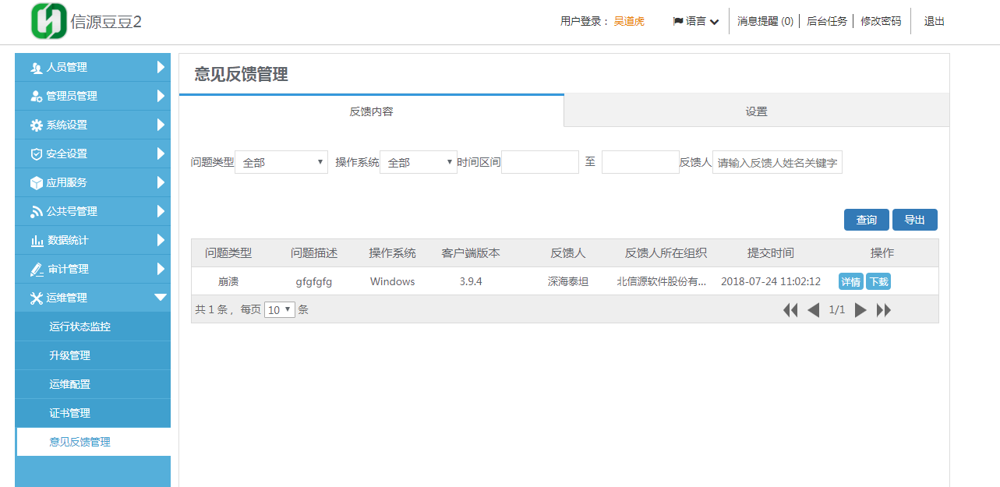 信源豆豆2
用户登录： 吴道虎 语言 消息提醒 (0) 后台任务 修改密码 退出
人员管理
管理员管理
系统设置
安全设置
应用服务
公共号管理
数据统计
审计管理
运维管理
运行状态监控
升级管理
运维配置
证书管理
意见反馈管理
意见反馈管理
反馈内容 设置
问题类型 全部 操作系统 全部 时间区间 至 反馈人 请输入反馈人姓名关键字
查询 导出
问题类型 问题描述 操作系统 客户端版本 反馈人 反馈人所在组织 提交时间 操作
崩溃 gfgfgfg Windows 3.9.4 深海泰坦 北信源软件股份有... 2018-07-24 11:02:12 详情 下载
共 1 条， 每页 10 条 1/1